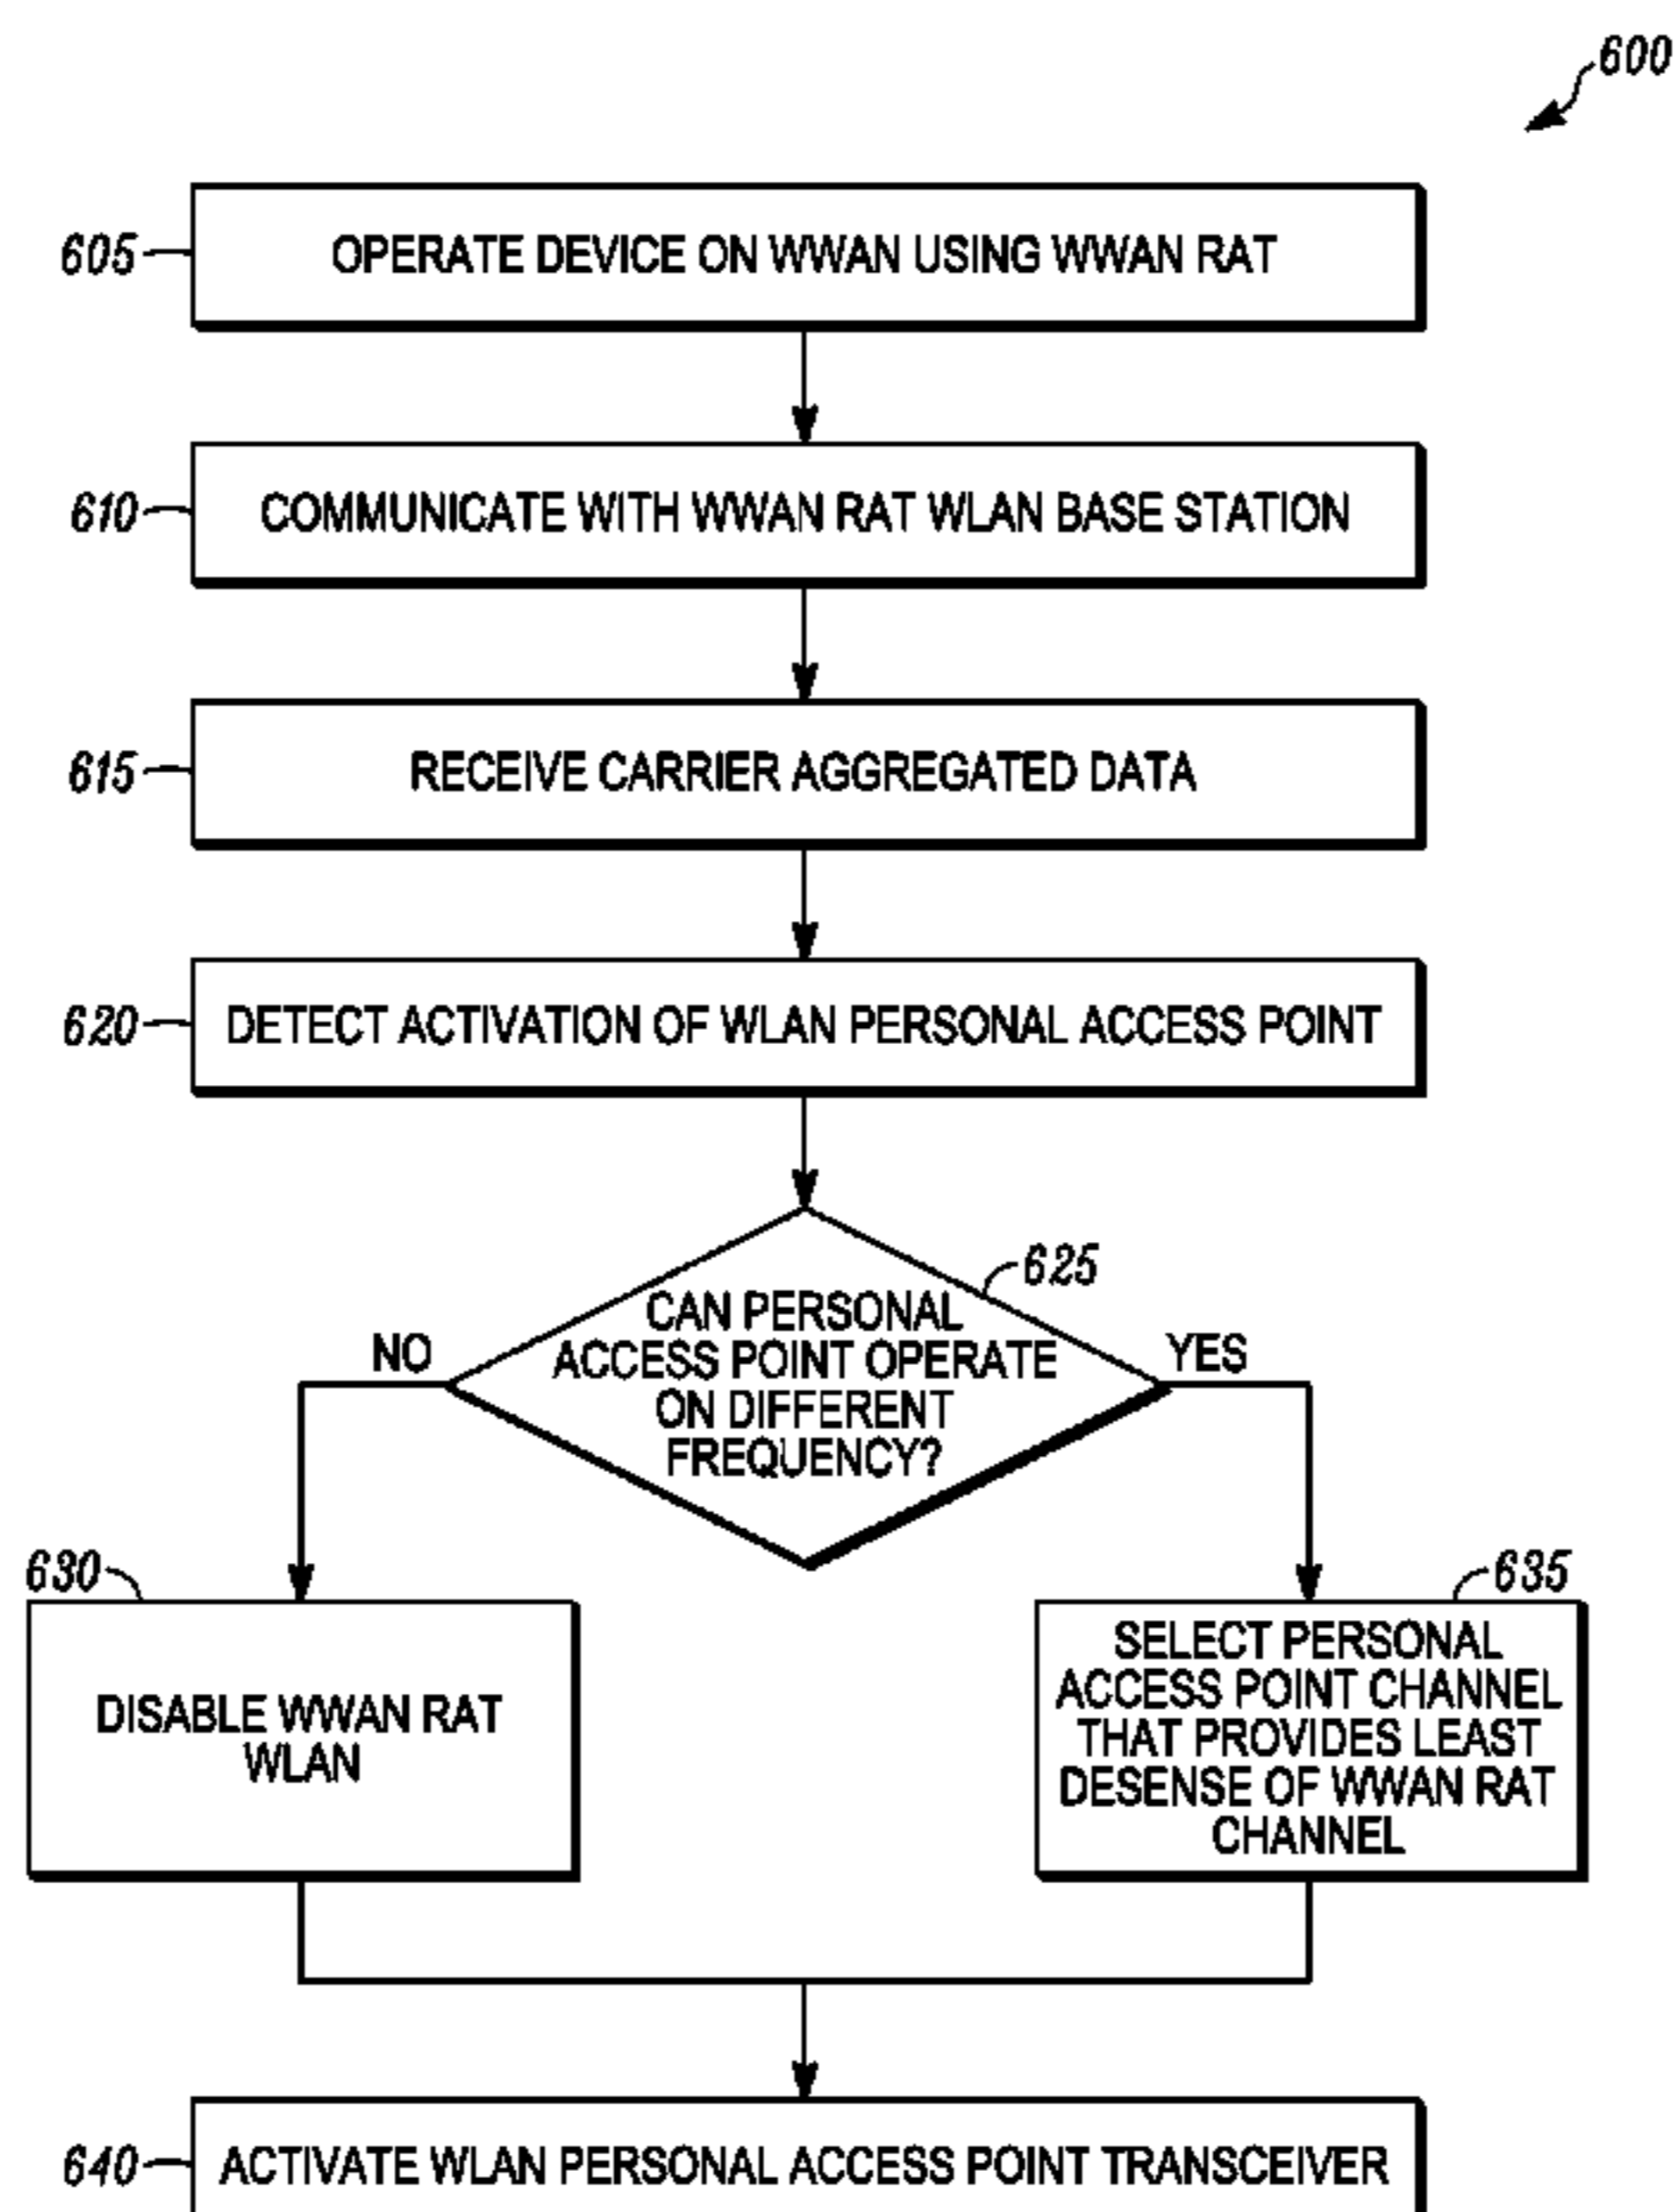 600
605
OPERATE DEVICE ON WWAN USING WWAN RAT
610
COMMUNICATE WITH WWAN RAT WLAN BASE STATION
615
RECEIVE CARRIER AGGREGATED DATA
620
DETECT ACTIVATION OF WLAN PERSONAL ACCESS POINT
625
CAN PERSONAL
ACCESS POINT OPERATE
ON DIFFERENT
FREQUENCY?
NO
YES
630
DISABLE WWAN RAT
WLAN
635
SELECT PERSONAL
ACCESS POINT CHANNEL
THAT PROVIDES LEAST
DESENSE OF WWAN RAT
CHANNEL
640
ACTIVATE WLAN PERSONAL ACCESS POINT TRANSCEIVER